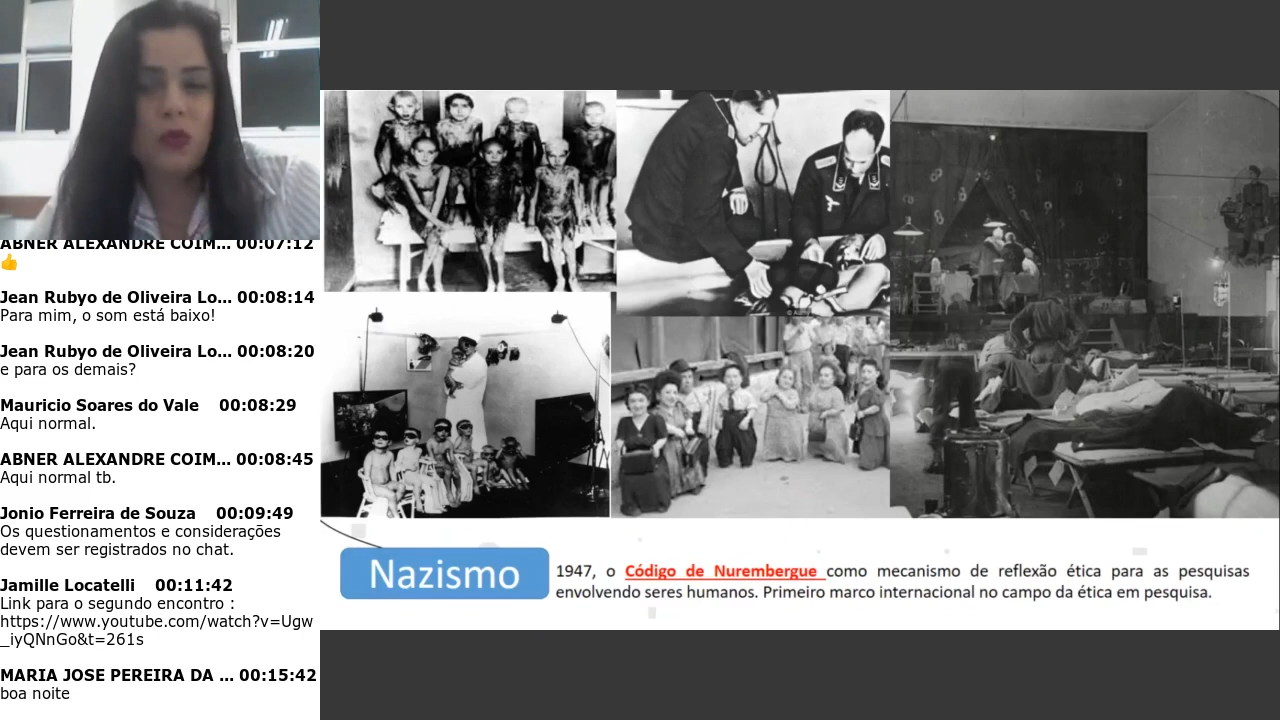 ABNER ALEXANDRE COIM... 00:07:12
👍
Jean Rubyo de Oliveira Lo... 00:08:14
Para mim, o som está baixo!
Jean Rubyo de Oliveira Lo... 00:08:20
e para os demais?
Mauricio Soares do Vale 00:08:29
Aqui normal.
ABNER ALEXANDRE COIM... 00:08:45
Aqui normal tb.
Jonio Ferreira de Souza 00:09:49
Os questionamentos e considerações
devem ser registrados no chat.
Jamille Locatelli 00:11:42
Link para o segundo encontro :
https://www.youtube.com/watch?v=Ugw
_iyQNnGo&t=261s
MARIA JOSE PEREIRA DA ... 00:15:42
boa noite
Nazismo
1947, o Código de Nurembergue como mecanismo de reflexão ética para as pesquisas
envolvendo seres humanos. Primeiro marco internacional no campo da ética em pesquisa.